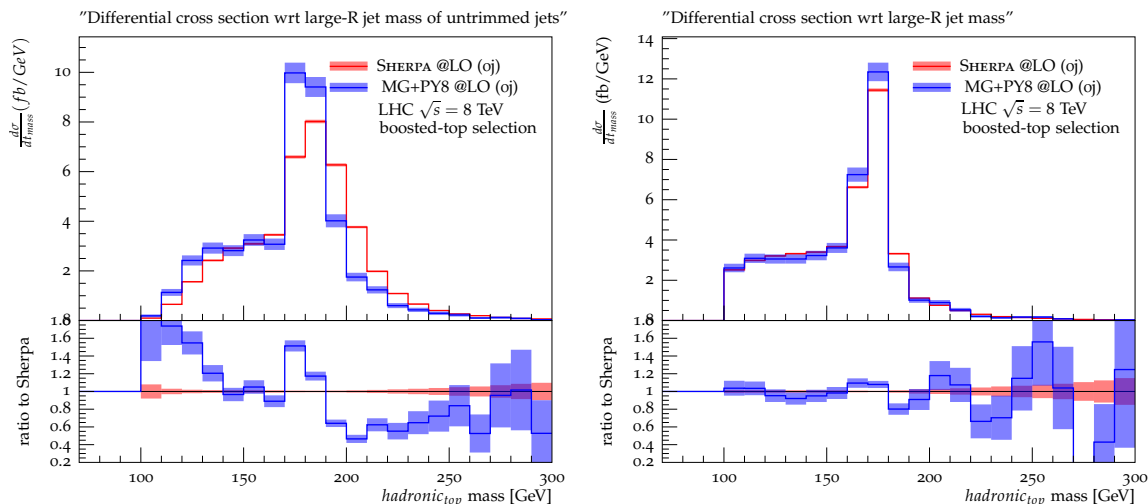 "Differential cross section wrt large-R jet mass of untrimmed jets"
SHERPA @LO (oj)
MG+PY8 @LO (oj)
LHC √s = 8 TeV
boosted-top selection
dσ/dt_mass (fb/GeV)
10
8
6
4
2
8
1.8
1.6
1.4
1.2
1
0.8
0.6
0.4
0.2
ratio to Sherpa
100 150 200 250 300
hadronic_top mass [GeV]
"Differential cross section wrt large-R jet mass"
SHERPA @LO (oj)
MG+PY8 @LO (oj)
LHC √s = 8 TeV
boosted-top selection
dσ/dt_mass (fb/GeV)
14
12
10
8
6
4
2
8
1.8
1.6
1.4
1.2
1
0.8
0.6
0.4
0.2
ratio to Sherpa
100 150 200 250 300
hadronic_top mass [GeV]